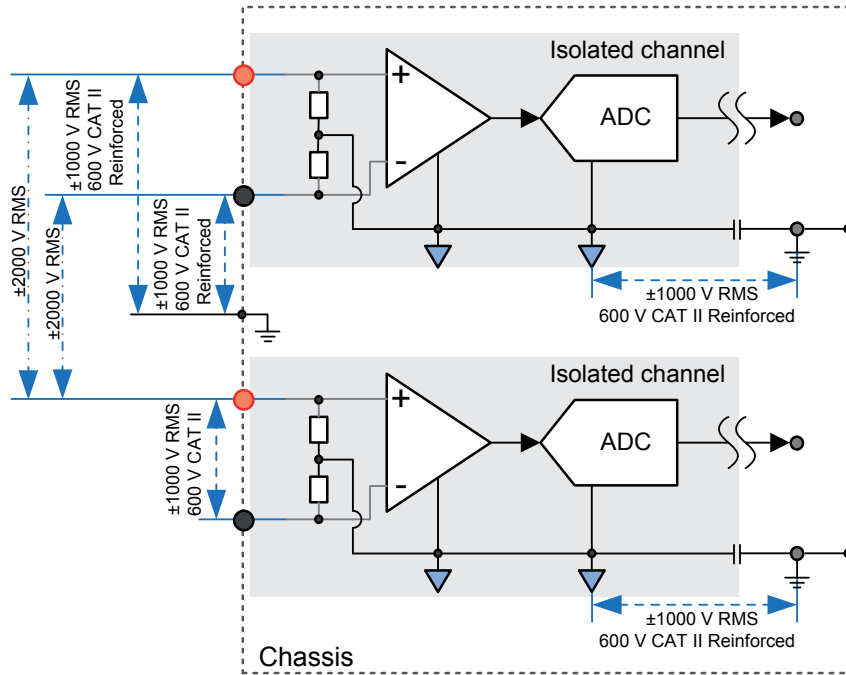 Isolated channel
+
-
ADC
±2000 V RMS
±2000 V RMS
±1000 V RMS
600 V CAT II
Reinforced
±1000 V RMS
600 V CAT II
Reinforced
±1000 V RMS
600 V CAT II Reinforced
Isolated channel
+
-
ADC
±1000 V RMS
600 V CAT II
±1000 V RMS
600 V CAT II Reinforced
Chassis